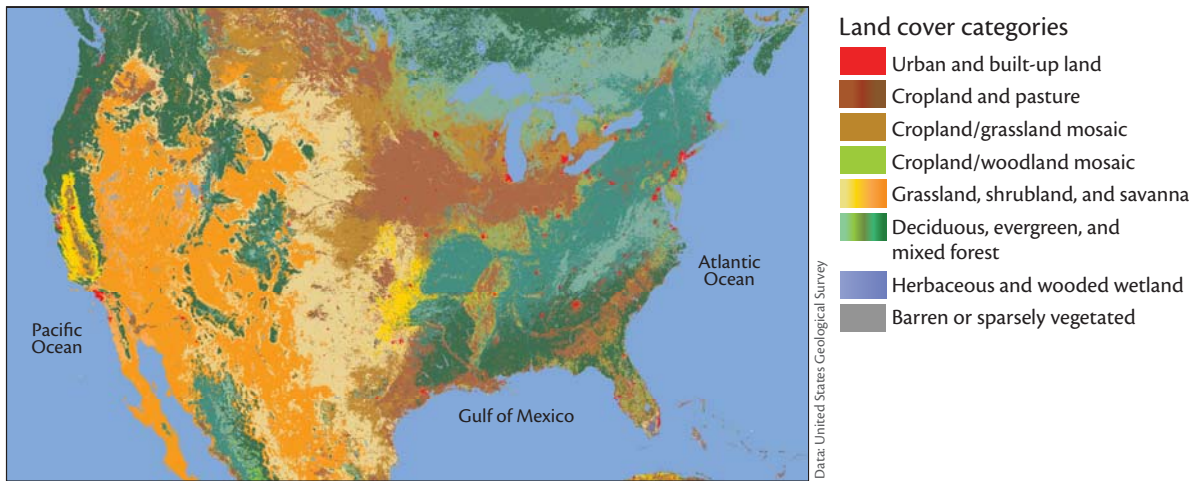 Land cover categories
Urban and built-up land
Cropland and pasture
Cropland/grassland mosaic
Cropland/woodland mosaic
Grassland, shrubland, and savanna
Deciduous, evergreen, and
mixed forest
Herbaceous and wooded wetland
Barren or sparsely vegetated
Pacific
Ocean
Gulf of Mexico
Atlantic
Ocean
Data: United States Geological Survey